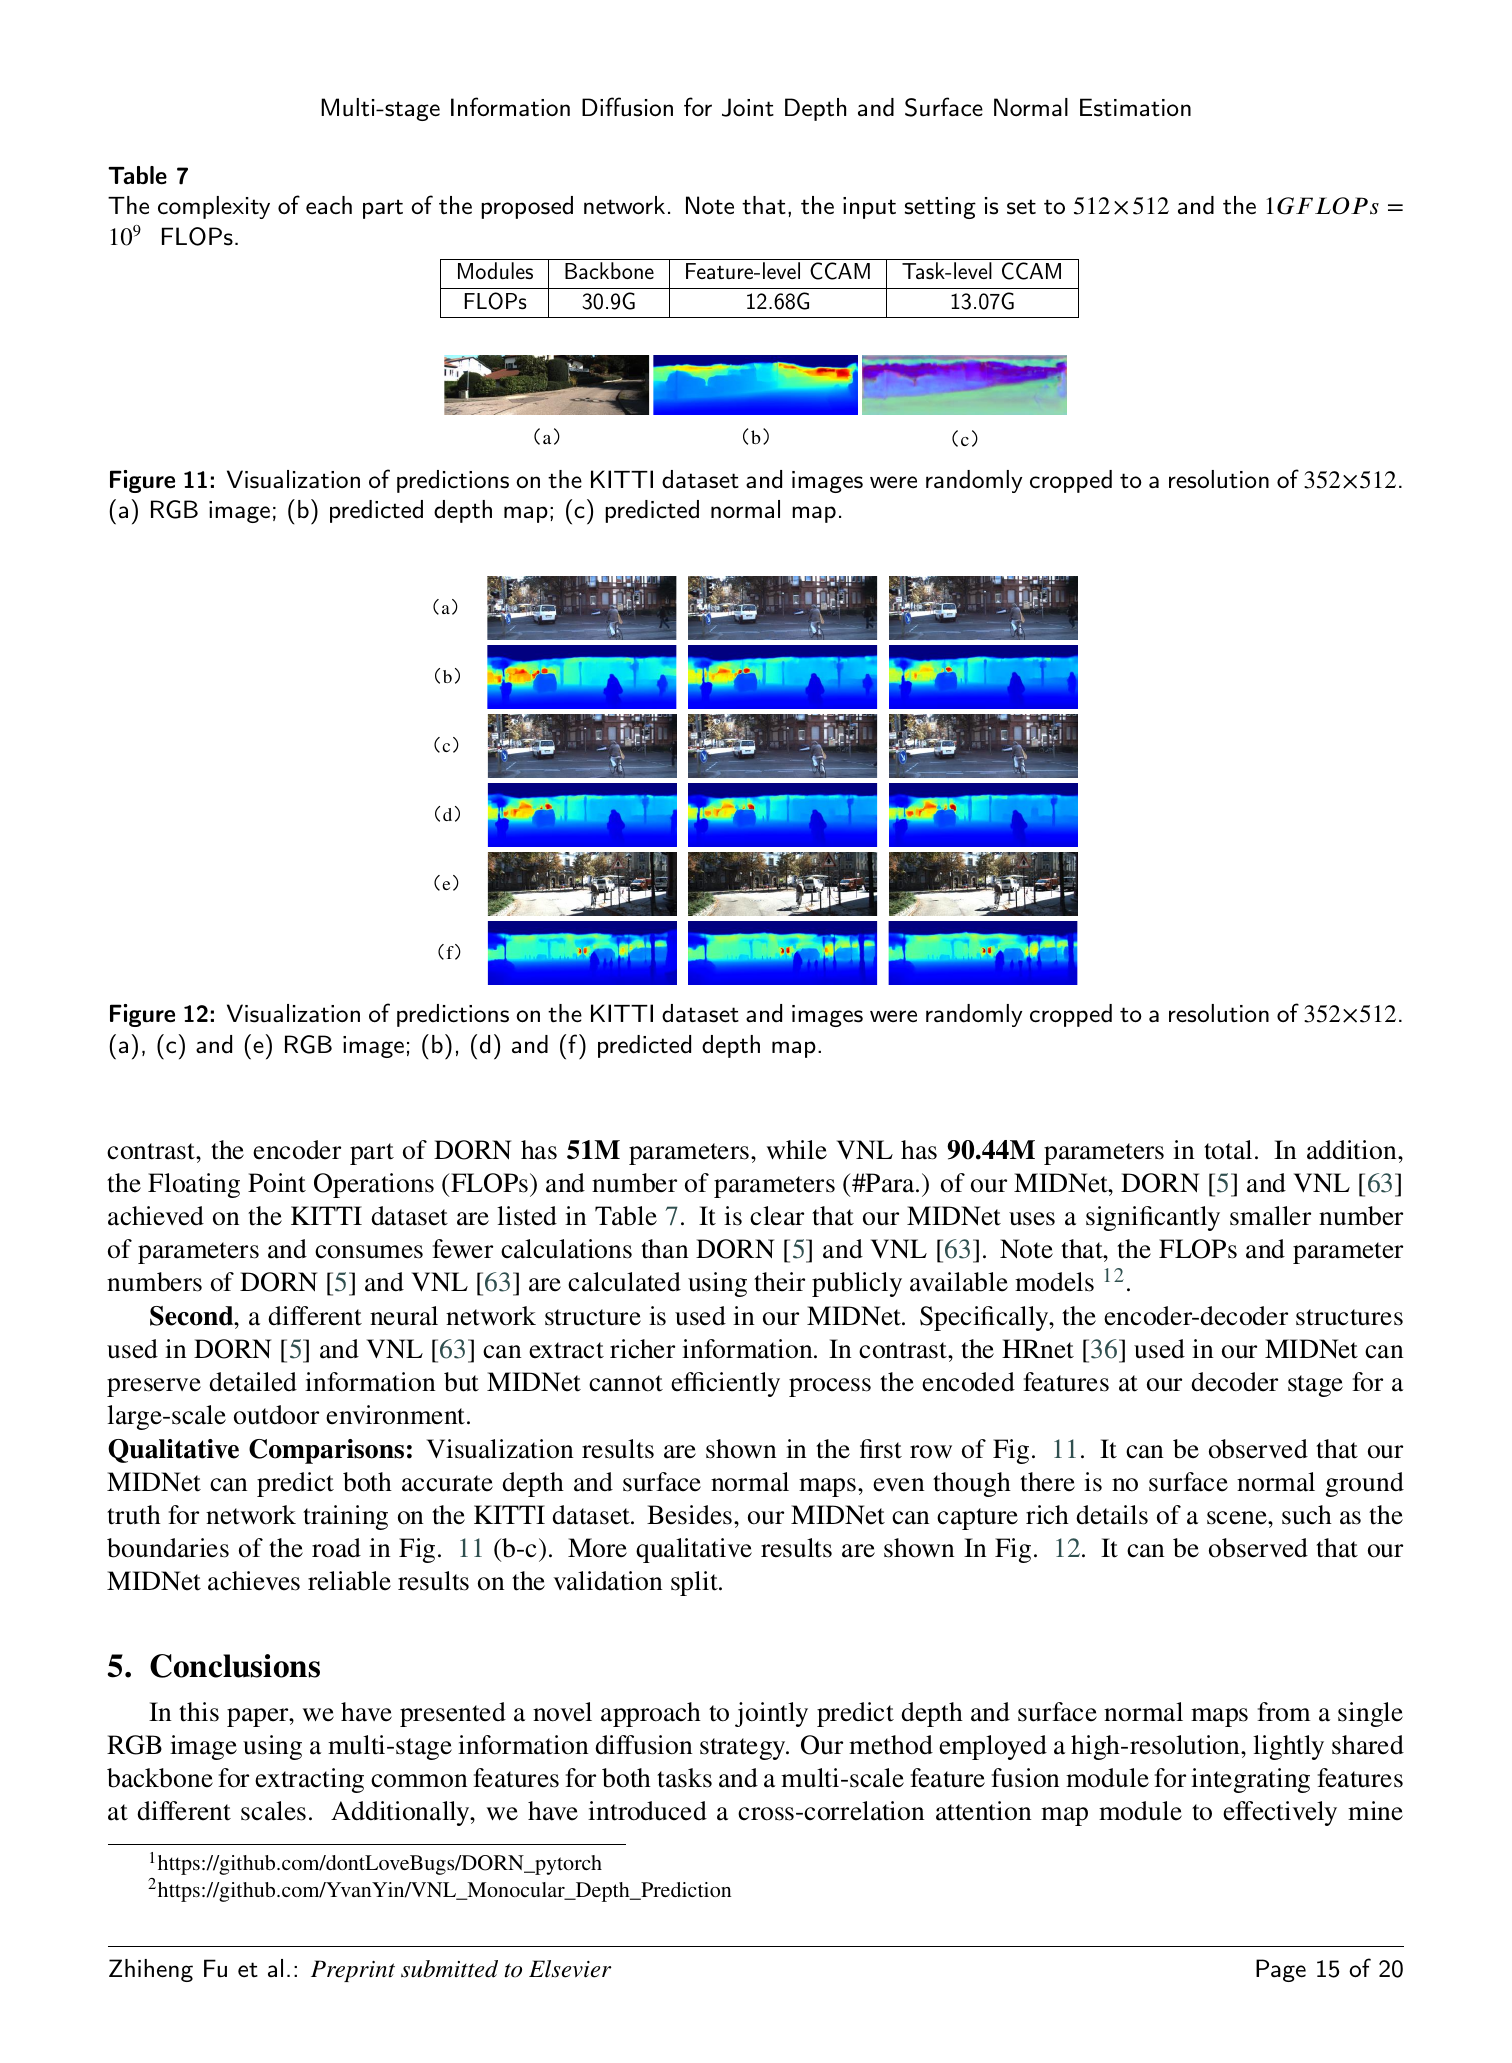 Multi-stage Information Diffusion for Joint Depth and Surface Normal Estimation
Table 7
The complexity of each part of the proposed network. Note that, the input setting is set to 512×512 and the 1GFLOPs =
10⁹ FLOPs.
Modules Backbone Feature-level CCAM Task-level CCAM
FLOPs 30.9G 12.68G 13.07G
(a) (b) (c)
Figure 11: Visualization of predictions on the KITTI dataset and images were randomly cropped to a resolution of 352×512.
(a) RGB image; (b) predicted depth map; (c) predicted normal map.
(a)
(b)
(c)
(d)
(e)
(f)
Figure 12: Visualization of predictions on the KITTI dataset and images were randomly cropped to a resolution of 352×512.
(a), (c) and (e) RGB image; (b), (d) and (f) predicted depth map.
contrast, the encoder part of DORN has 51M parameters, while VNL has 90.44M parameters in total. In addition,
the Floating Point Operations (FLOPs) and number of parameters (#Para.) of our MIDNet, DORN [5] and VNL [63]
achieved on the KITTI dataset are listed in Table 7. It is clear that our MIDNet uses a significantly smaller number
of parameters and consumes fewer calculations than DORN [5] and VNL [63]. Note that, the FLOPs and parameter
numbers of DORN [5] and VNL [63] are calculated using their publicly available models ¹².
Second, a different neural network structure is used in our MIDNet. Specifically, the encoder-decoder structures
used in DORN [5] and VNL [63] can extract richer information. In contrast, the HRnet [36] used in our MIDNet can
preserve detailed information but MIDNet cannot efficiently process the encoded features at our decoder stage for a
large-scale outdoor environment.
Qualitative Comparisons: Visualization results are shown in the first row of Fig. 11. It can be observed that our
MIDNet can predict both accurate depth and surface normal maps, even though there is no surface normal ground
truth for network training on the KITTI dataset. Besides, our MIDNet can capture rich details of a scene, such as the
boundaries of the road in Fig. 11 (b-c). More qualitative results are shown In Fig. 12. It can be observed that our
MIDNet achieves reliable results on the validation split.
5. Conclusions
In this paper, we have presented a novel approach to jointly predict depth and surface normal maps from a single
RGB image using a multi-stage information diffusion strategy. Our method employed a high-resolution, lightly shared
backbone for extracting common features for both tasks and a multi-scale feature fusion module for integrating features
at different scales. Additionally, we have introduced a cross-correlation attention map module to effectively mine
¹https://github.com/dontLoveBugs/DORN_pytorch
²https://github.com/YvanYin/VNL_Monocular_Depth_Prediction
Zhiheng Fu et al.: Preprint submitted to Elsevier Page 15 of 20